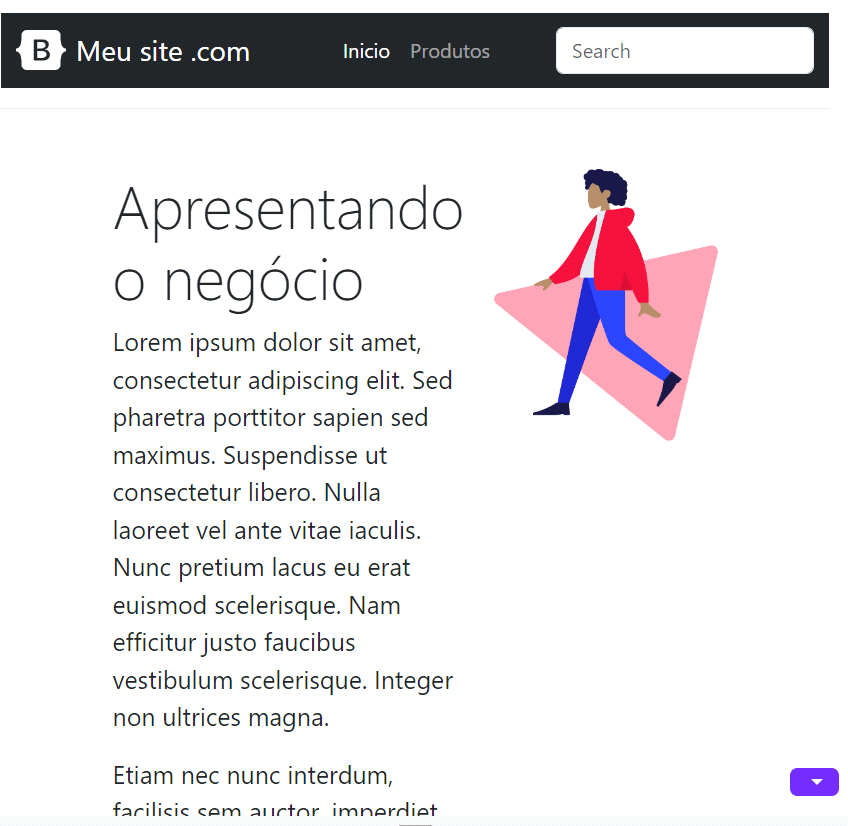 B Meu site .com Inicio Produtos Search
Apresentando
o negócio
Lorem ipsum dolor sit amet,
consectetur adipiscing elit. Sed
pharetra porttitor sapien sed
maximus. Suspendisse ut
consectetur libero. Nulla
laoreet vel ante vitae iaculis.
Nunc pretium lacus eu erat
euismod scelerisque. Nam
efficitur justo faucibus
vestibulum scelerisque. Integer
non ultrices magna.
Etiam nec nunc interdum,
facilisis sem auctor, imperdiet